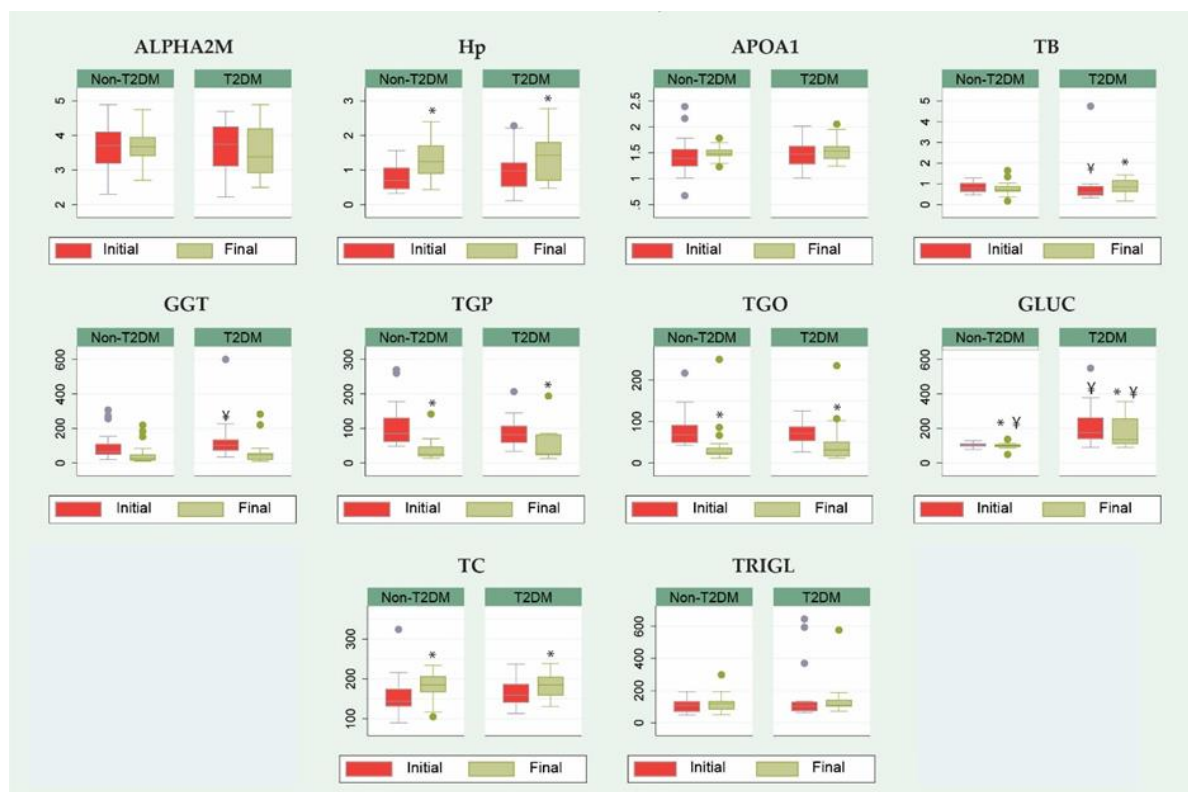 ALPHA2M
Non-T2DM T2DM
5
4
3
2
Initial Final
Hp
Non-T2DM T2DM
3
2
1
0
* *
Initial Final
APOA1
Non-T2DM T2DM
2.5
2
1.5
1
.5
Initial Final
TB
Non-T2DM T2DM
5
4
3
2
1
0
¥ *
Initial Final
GGT
Non-T2DM T2DM
600
400
200
0
¥
Initial Final
TGP
Non-T2DM T2DM
300
200
100
0
* *
Initial Final
TGO
Non-T2DM T2DM
200
100
0
* *
Initial Final
GLUC
Non-T2DM T2DM
600
400
200
0
* ¥ ¥ * ¥
Initial Final
TC
Non-T2DM T2DM
300
200
100
* *
Initial Final
TRIGL
Non-T2DM T2DM
600
400
200
0
Initial Final